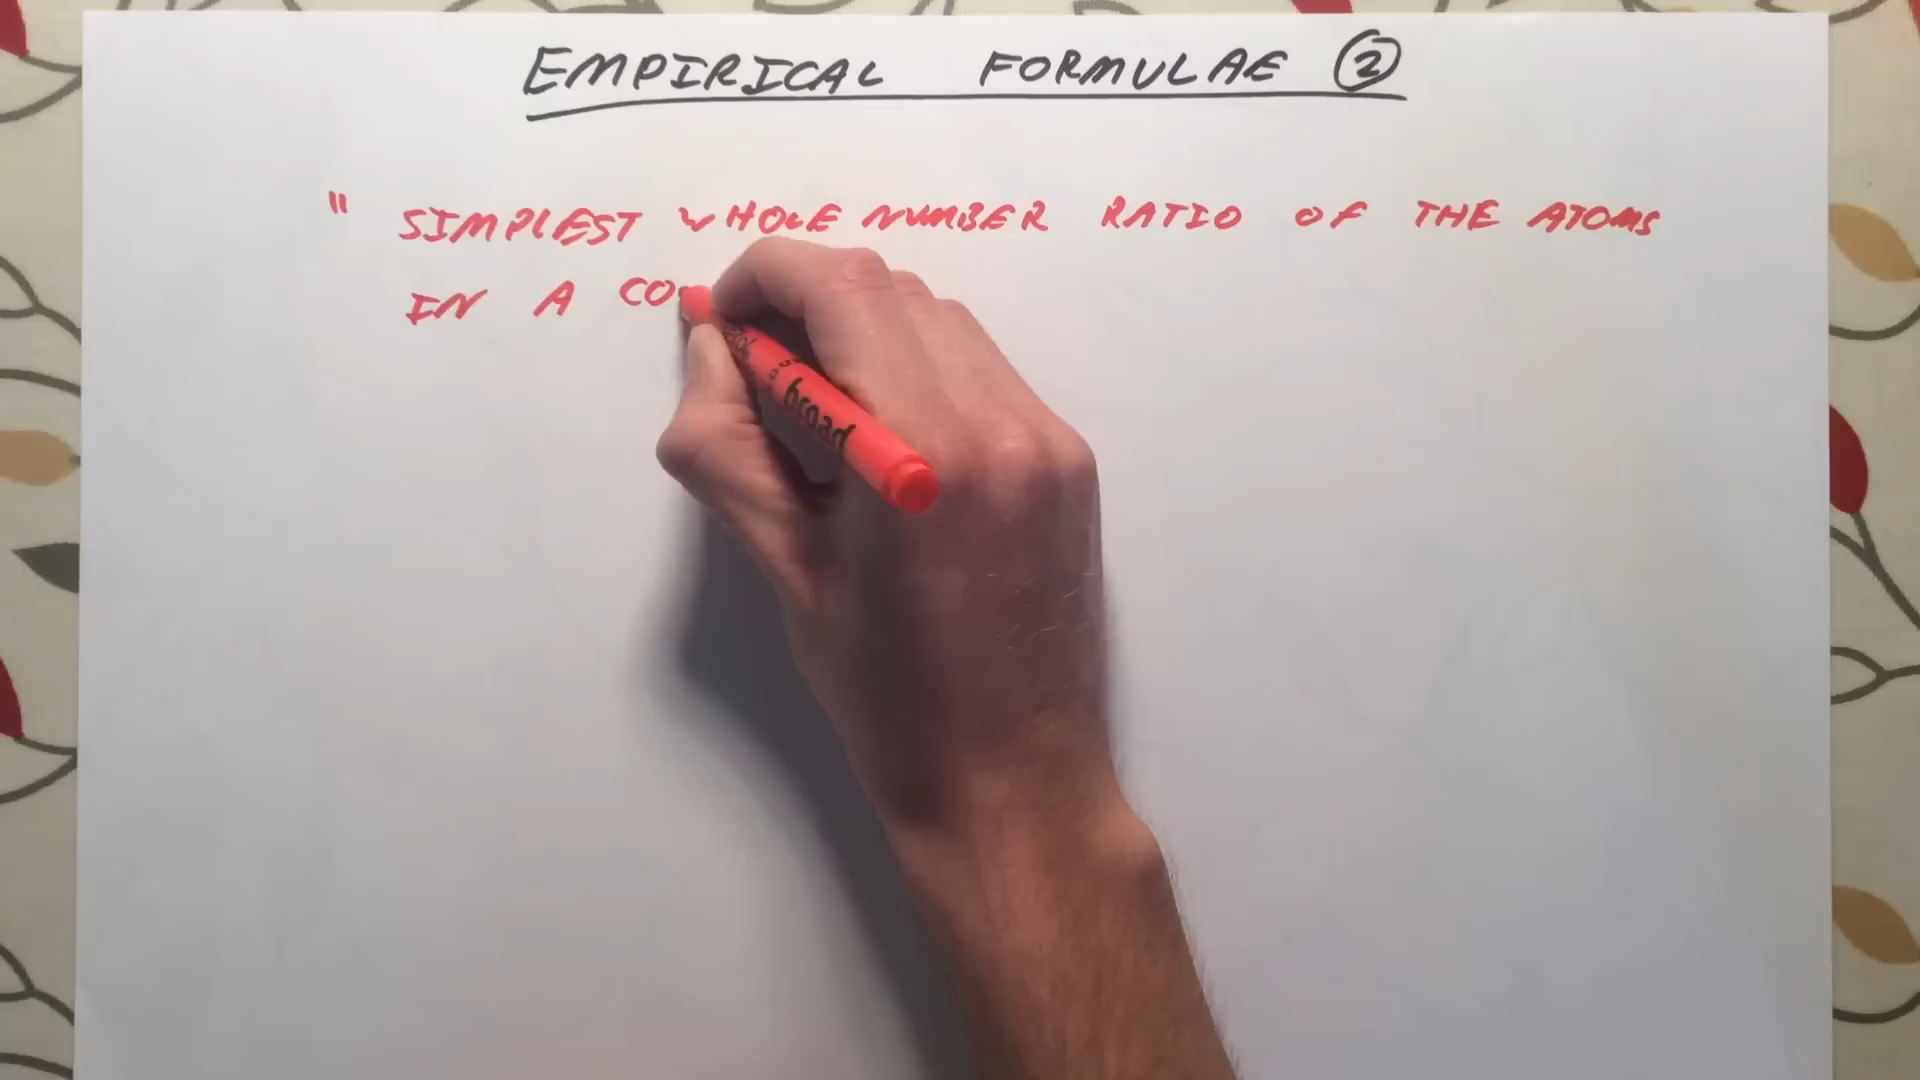 EMPIRICAL FORMULAE ②
" SIMPLEST WHOLE NUMBER RATIO OF THE ATOMS
IN A CO
broad